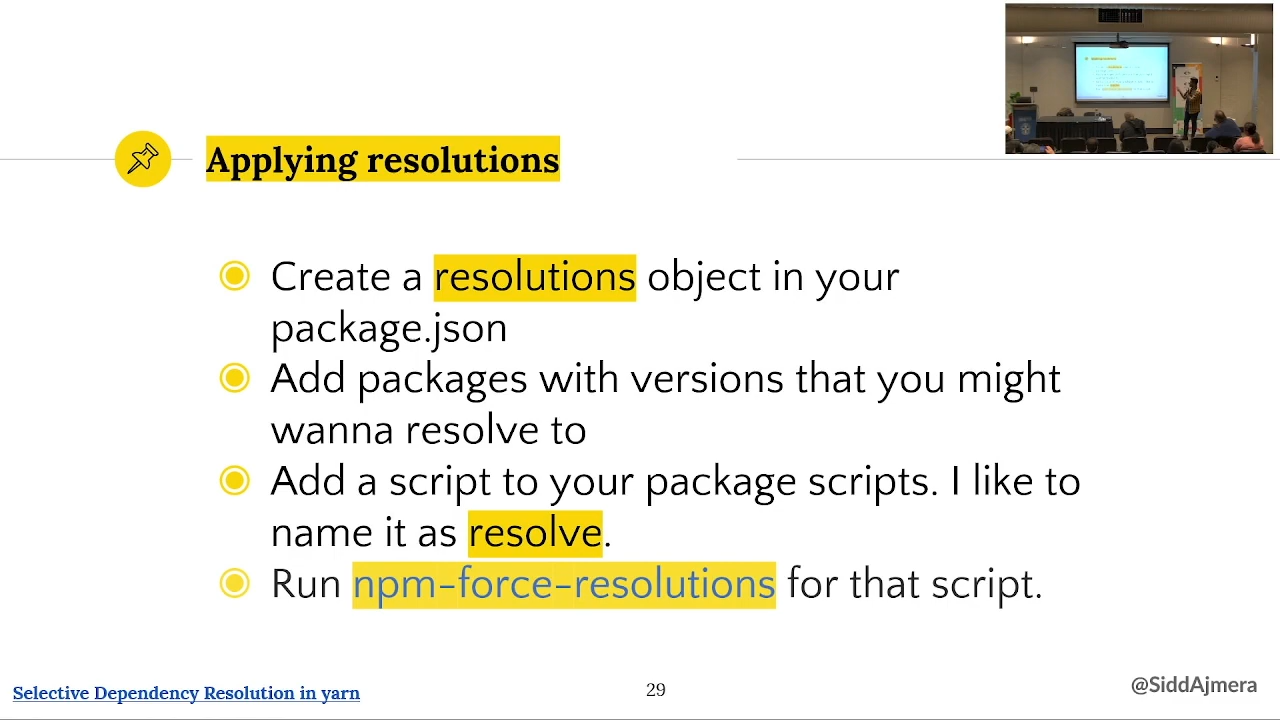 Applying resolutions
Create a resolutions object in your
package.json
Add packages with versions that you might
wanna resolve to
Add a script to your package scripts. I like to
name it as resolve.
Run npm-force-resolutions for that script.
Selective Dependency Resolution in yarn
29
@SiddAjmera